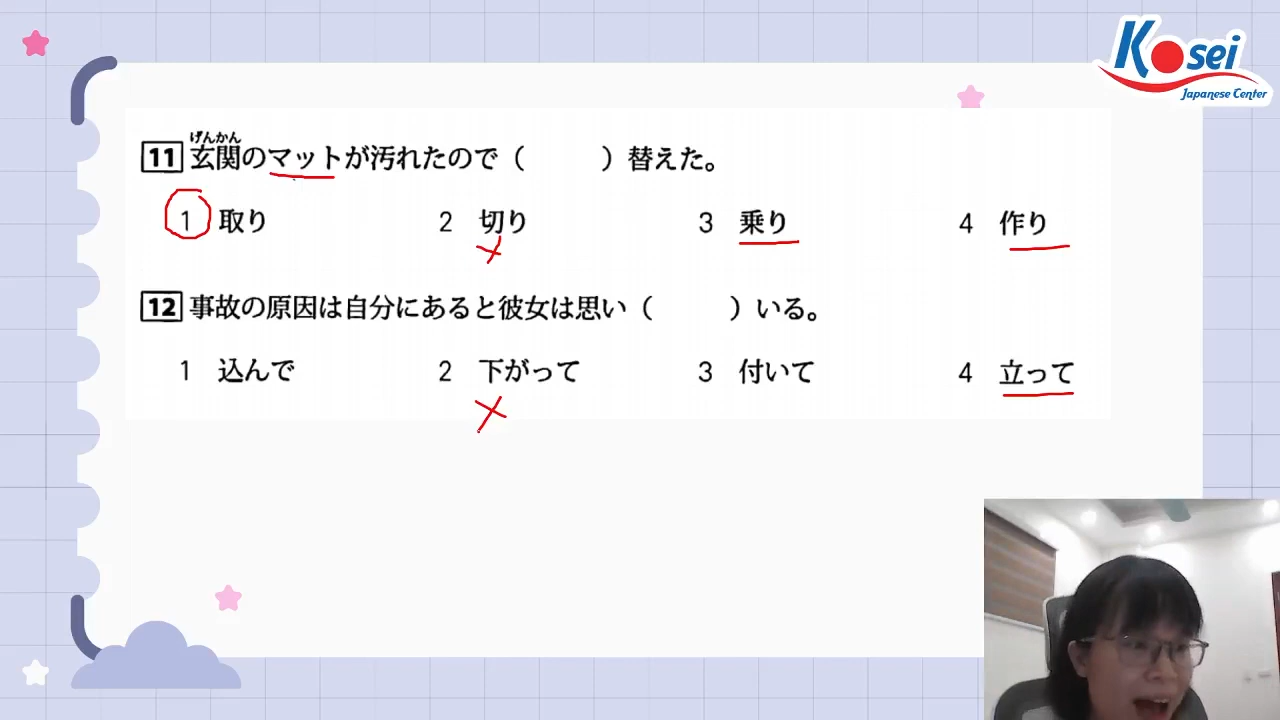 Kosei
Japanese Center
げんかん
11 玄関のマットが汚れたので（　　）替えた。
1 取り 2 切り 3 乗り 4 作り
12 事故の原因は自分にあると彼女は思い（　　）いる。
1 込んで 2 下がって 3 付いて 4 立って